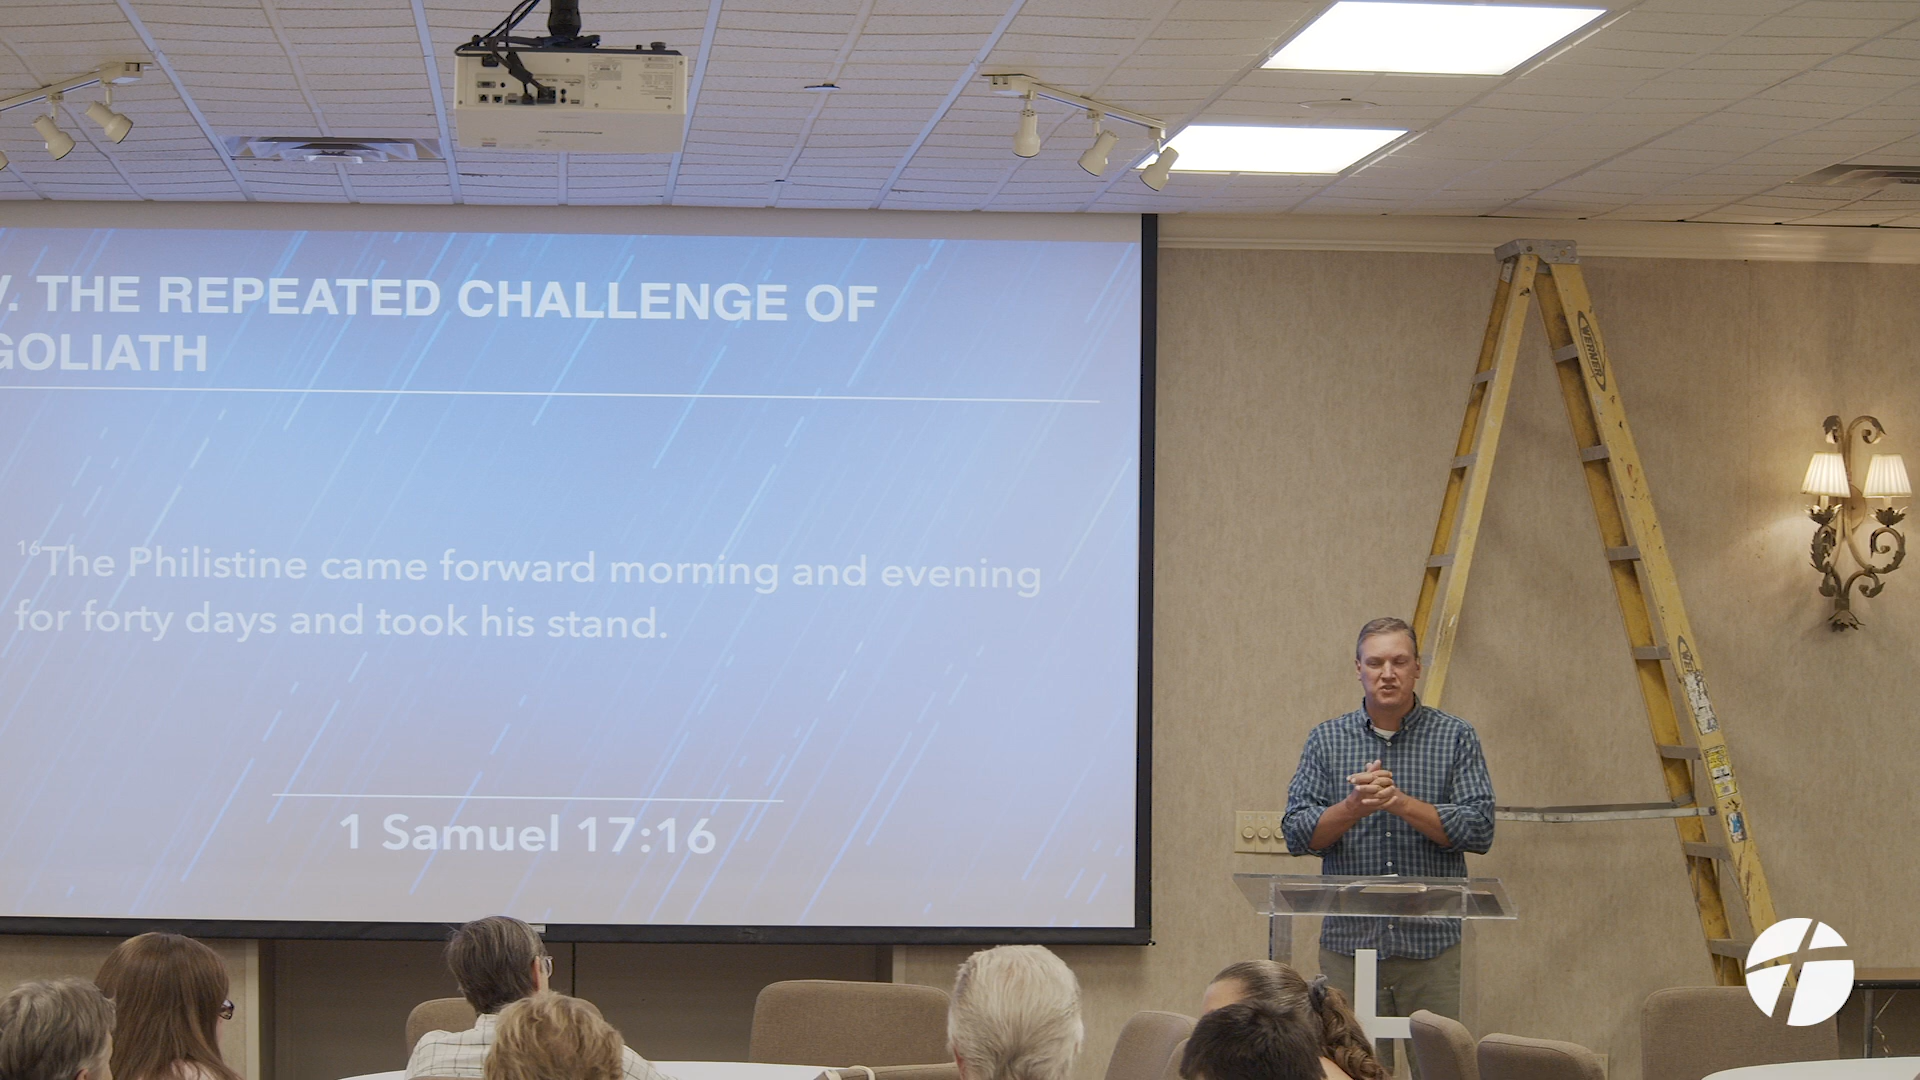 . THE REPEATED CHALLENGE OF
GOLIATH
16The Philistine came forward morning and evening
for forty days and took his stand.
1 Samuel 17:16
WERNER